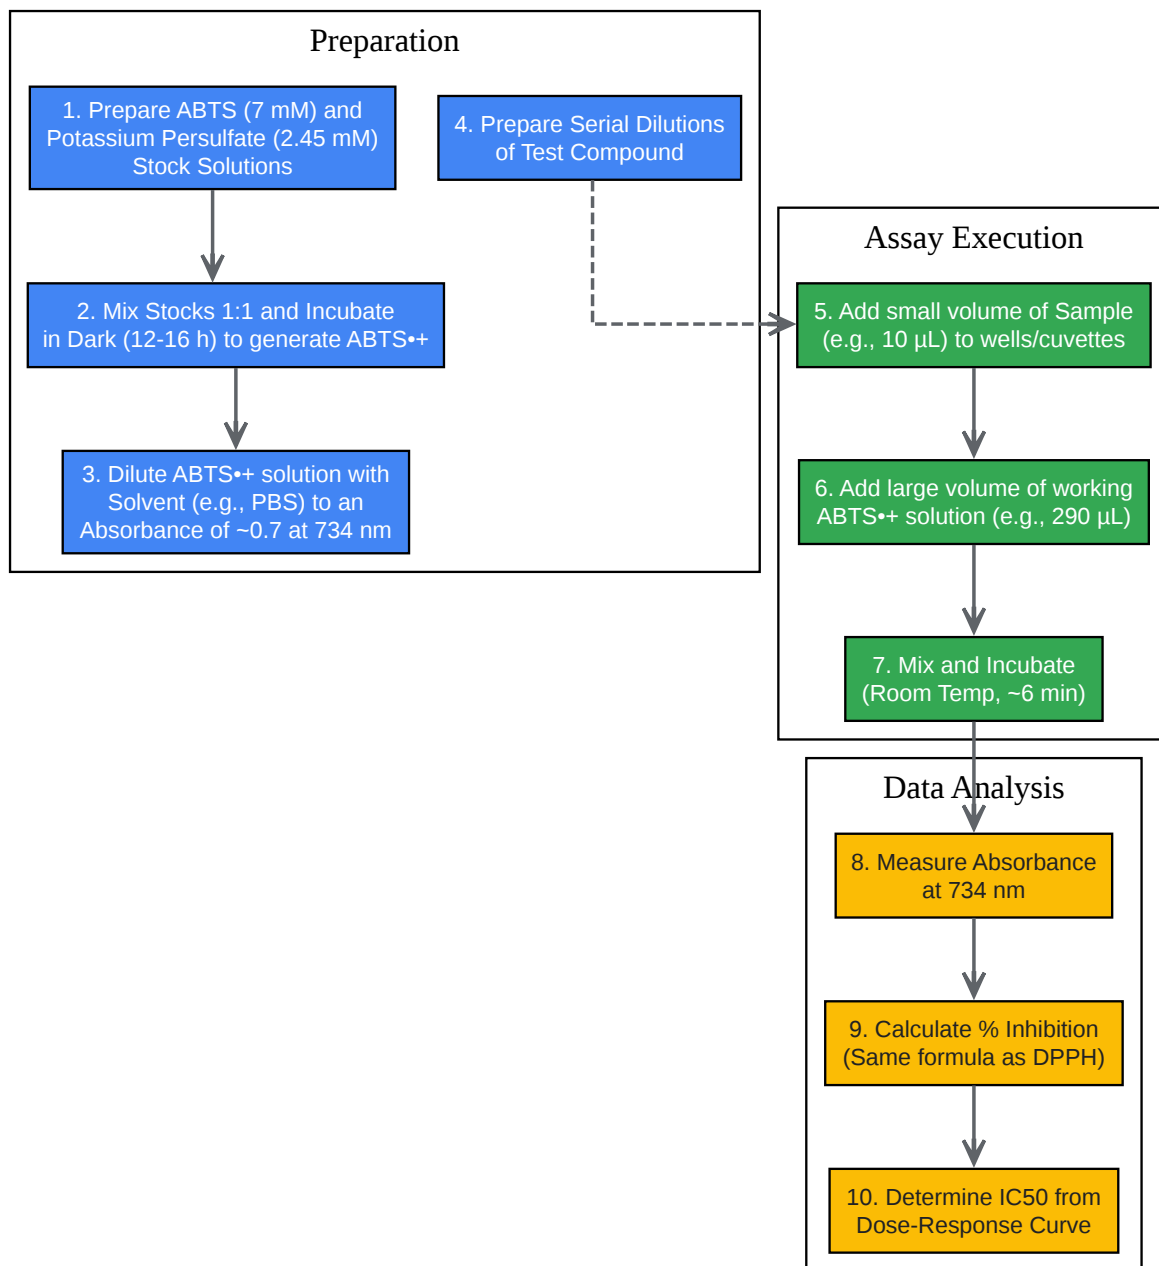 Preparation
1. Prepare ABTS (7 mM) and
Potassium Persulfate (2.45 mM)
Stock Solutions
4. Prepare Serial Dilutions
of Test Compound
2. Mix Stocks 1:1 and Incubate
in Dark (12-16 h) to generate ABTS•+
3. Dilute ABTS•+ solution with
Solvent (e.g., PBS) to an
Absorbance of ~0.7 at 734 nm
Assay Execution
5. Add small volume of Sample
(e.g., 10 µL) to wells/cuvettes
6. Add large volume of working
ABTS•+ solution (e.g., 290 µL)
7. Mix and Incubate
(Room Temp, ~6 min)
Data Analysis
8. Measure Absorbance
at 734 nm
9. Calculate % Inhibition
(Same formula as DPPH)
10. Determine IC50 from
Dose-Response Curve